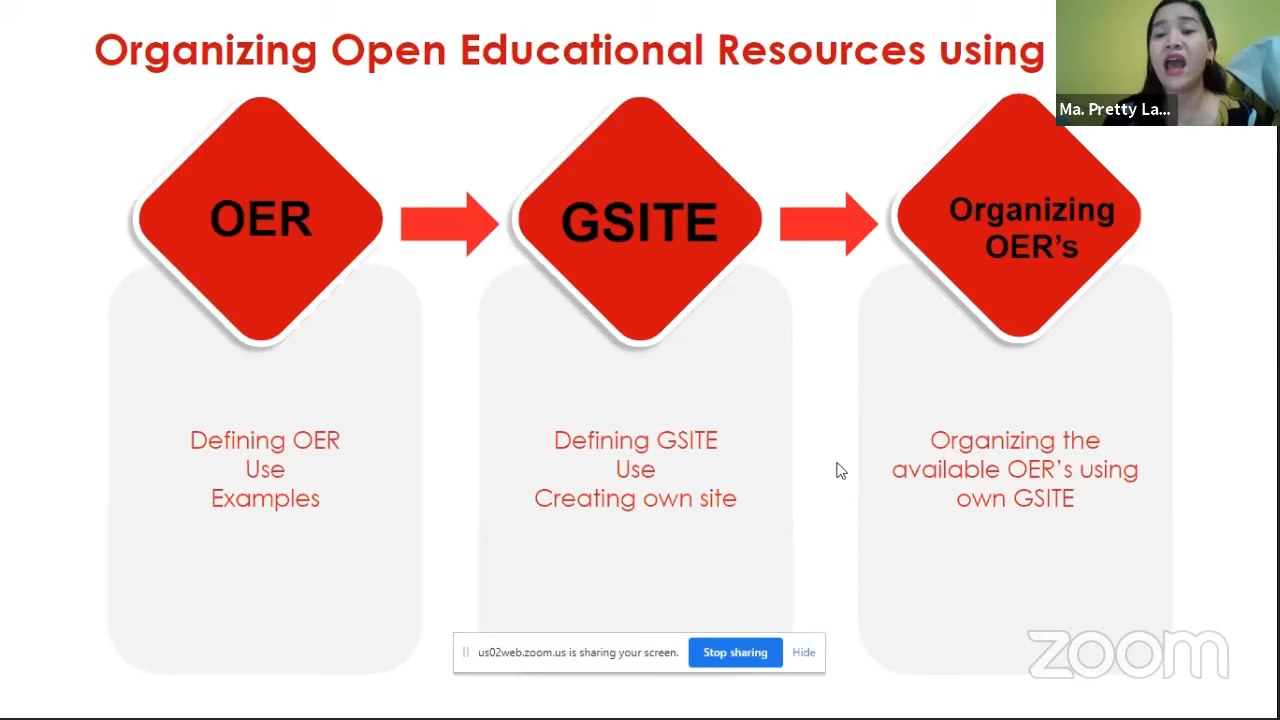 Organizing Open Educational Resources using
Ma. Pretty La...
OER
GSITE
Organizing
OER's
Defining OER
Use
Examples
Defining GSITE
Use
Creating own site
Organizing the
available OER's using
own GSITE
us02web.zoom.us is sharing your screen.
Stop sharing
Hide
zoom